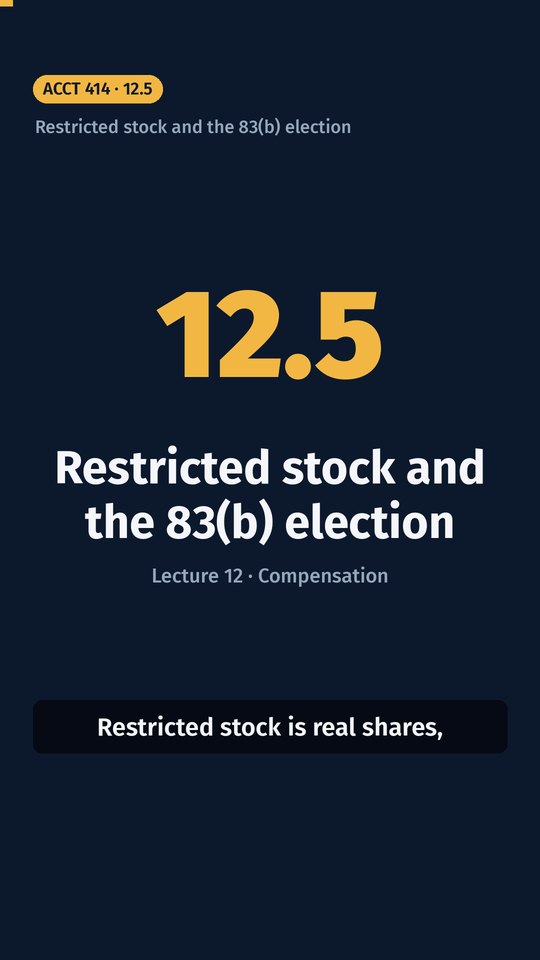 ACCT 414 · 12.5
Restricted stock and the 83(b) election
12.5
Restricted stock and
the 83(b) election
Lecture 12 · Compensation
Restricted stock is real shares,